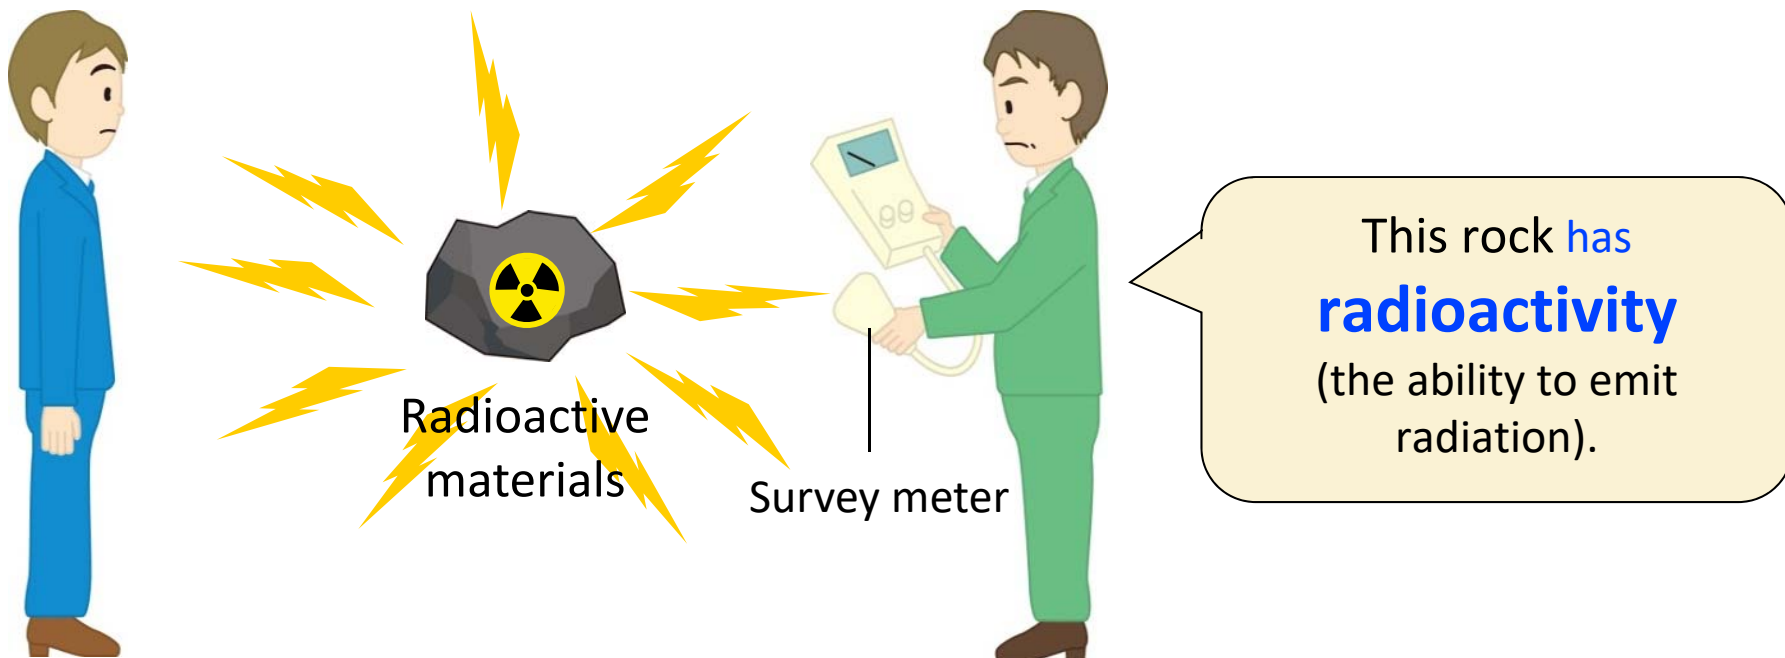 Radioactive
materials
Survey meter
This rock has
radioactivity
(the ability to emit
radiation).